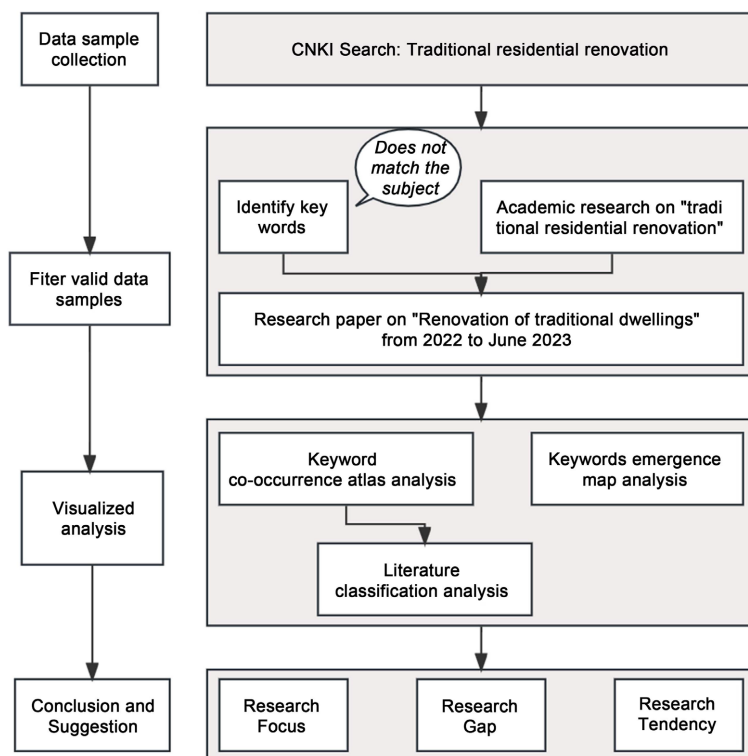 Data sample
collection
CNKI Search: Traditional residential renovation
Does not
match the
subject
Identify key
words
Academic research on "tradi
tional residential renovation"
Fiter valid data
samples
Research paper on "Renovation of traditional dwellings"
from 2022 to June 2023
Keyword
co-occurrence atlas analysis
Keywords emergence
map analysis
Visualized
analysis
Literature
classification analysis
Conclusion and
Suggestion
Research
Focus
Research
Gap
Research
Tendency